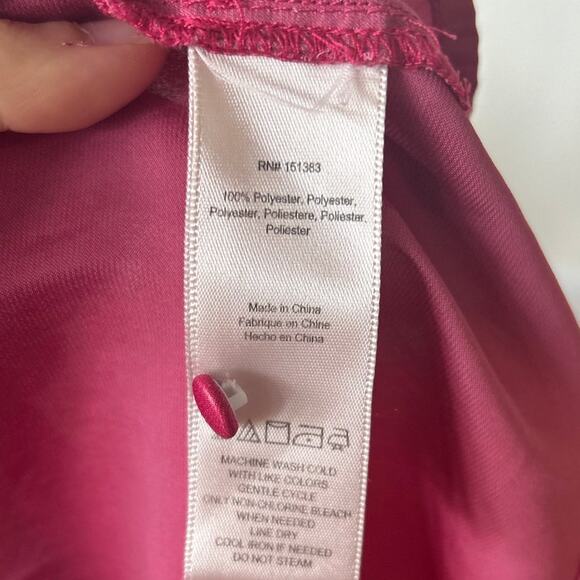 RN# 151383
100% Polyester, Polyester,
Polyester, Poliestere, Poliéster,
Poliester
Made in China
Fabrique en Chine
Hecho en China
MACHINE WASH COLD
WITH LIKE COLORS
GENTLE CYCLE
ONLY NON-CHLORINE BLEACH
WHEN NEEDED
LINE DRY
COOL IRON IF NEEDED
DO NOT STEAM